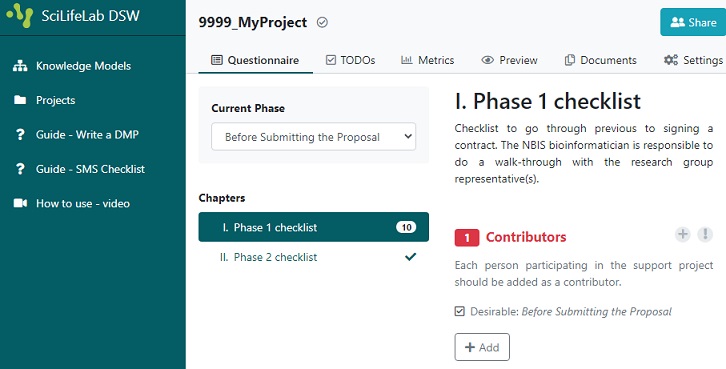 SciLifeLab DSW
Knowledge Models
Projects
? Guide - Write a DMP
? Guide - SMS Checklist
How to use - video
9999_MyProject
Share
Questionnaire
TODOs
Metrics
Preview
Documents
Settings
Current Phase
Before Submitting the Proposal
Chapters
I. Phase 1 checklist 10
II. Phase 2 checklist
I. Phase 1 checklist
Checklist to go through previous to signing a
contract. The NBIS bioinformatician is responsible to
do a walk-through with the research group
representative(s).
1 Contributors
Each person participating in the support project
should be added as a contributor.
Desirable: Before Submitting the Proposal
+ Add